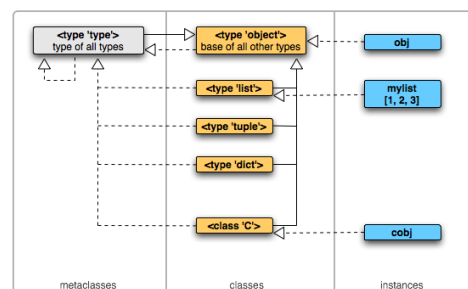 <type 'type'>
type of all types
<type 'object'>
base of all other types
obj
<type 'list'>
mylist
[1, 2, 3]
<type 'tuple'>
<type 'dict'>
<class 'C'>
cobj
metaclasses
classes
instances